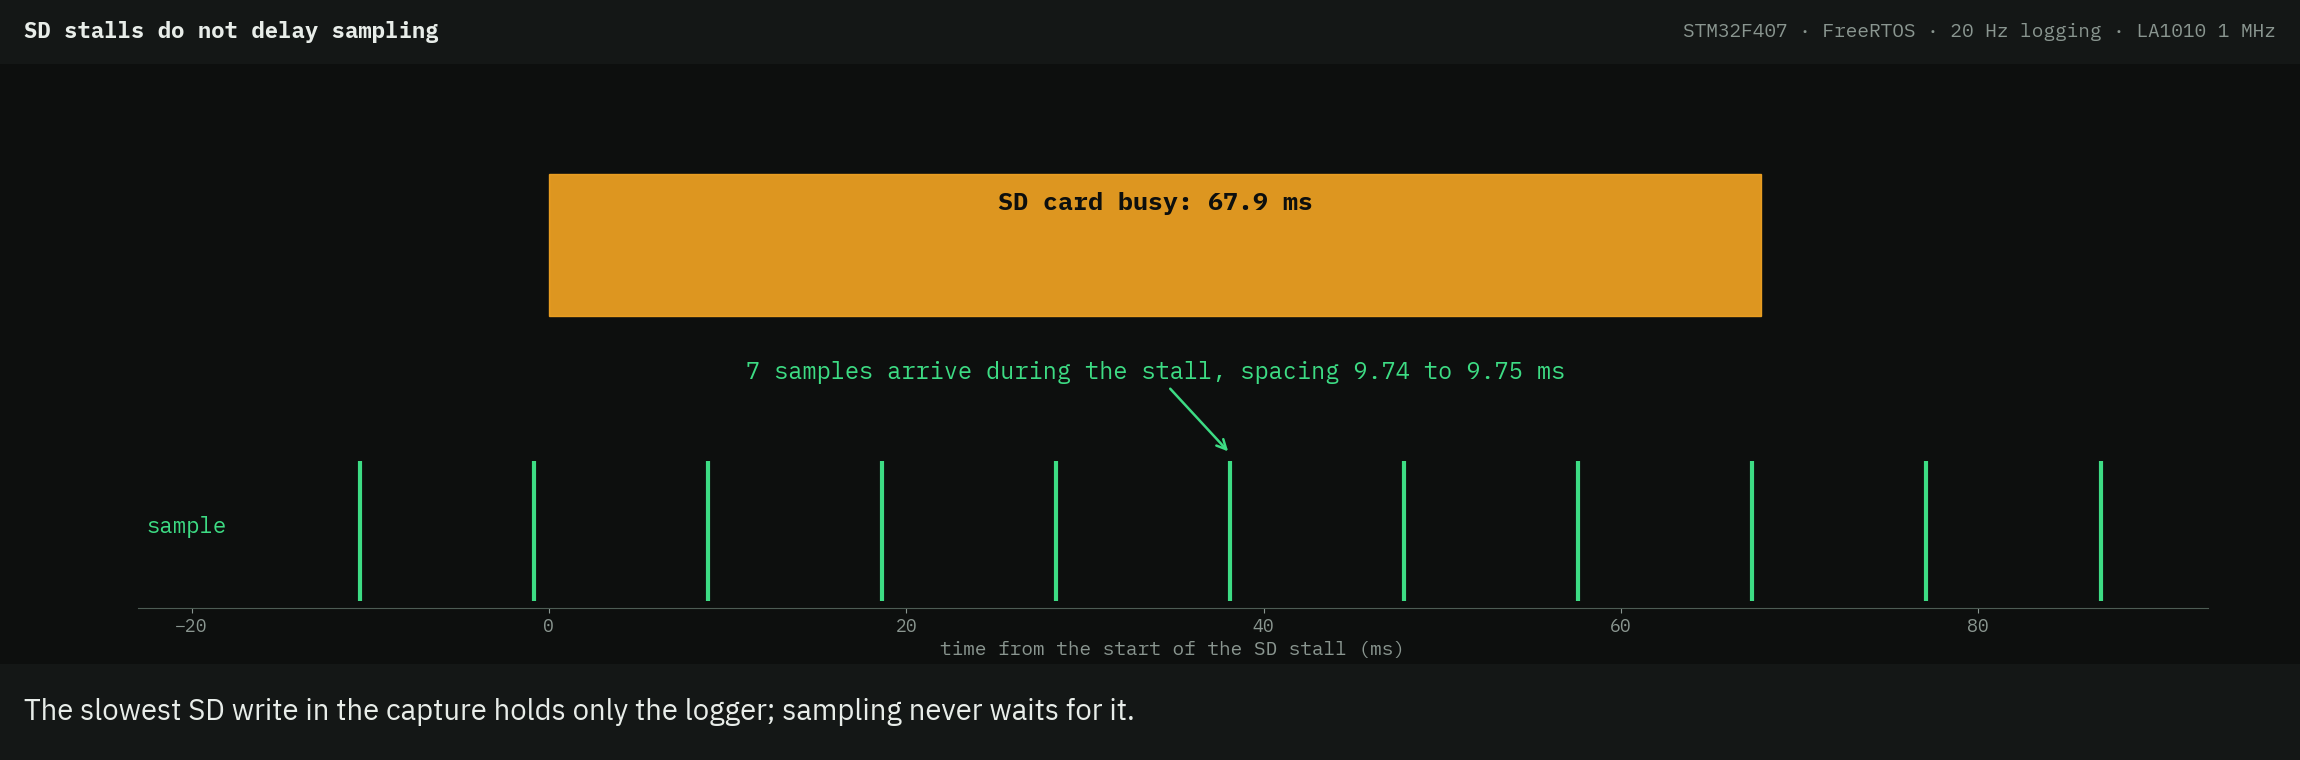 SD stalls do not delay sampling
STM32F407 · FreeRTOS · 20 Hz logging · LA1010 1 MHz
SD card busy: 67.9 ms
7 samples arrive during the stall, spacing 9.74 to 9.75 ms
sample
−20 0 20 40 60 80
time from the start of the SD stall (ms)
The slowest SD write in the capture holds only the logger; sampling never waits for it.